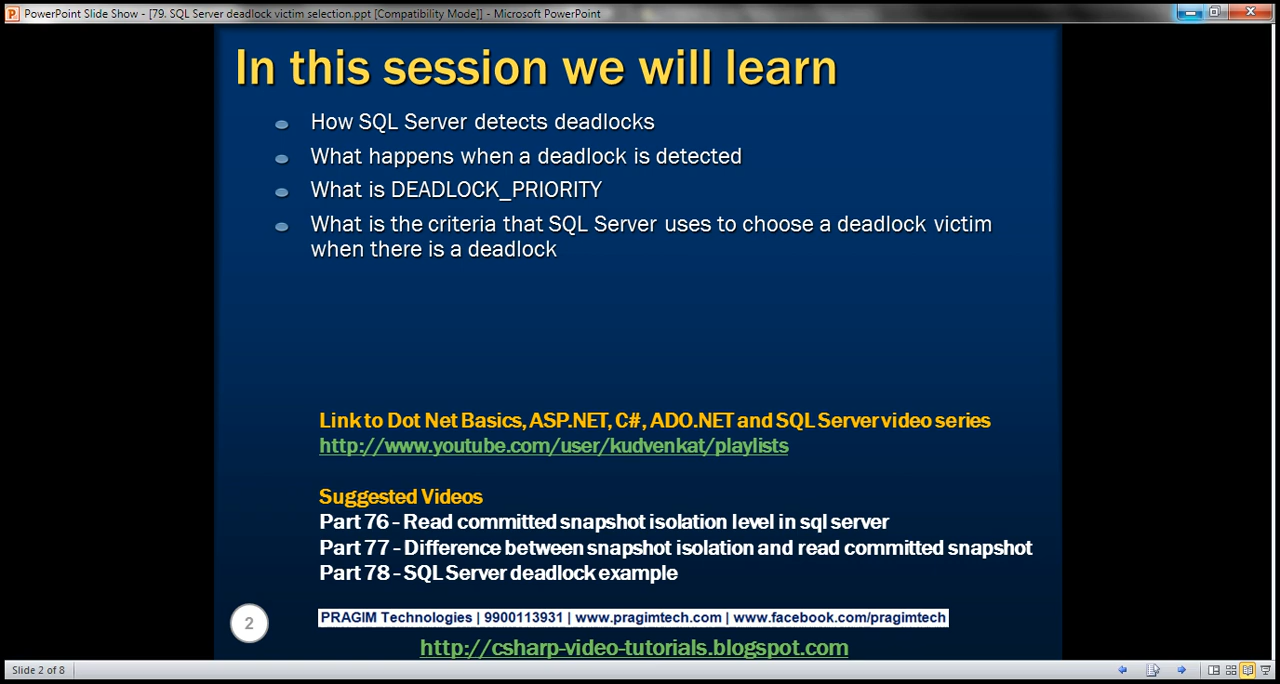 PowerPoint Slide Show - [79. SQL Server deadlock victim selection.ppt [Compatibility Mode]] - Microsoft PowerPoint
In this session we will learn
How SQL Server detects deadlocks
What happens when a deadlock is detected
What is DEADLOCK_PRIORITY
What is the criteria that SQL Server uses to choose a deadlock victim
when there is a deadlock
Link to Dot Net Basics, ASP.NET, C#, ADO.NET and SQL Server video series
http://www.youtube.com/user/kudvenkat/playlists
Suggested Videos
Part 76 - Read committed snapshot isolation level in sql server
Part 77 - Difference between snapshot isolation and read committed snapshot
Part 78 - SQL Server deadlock example
2
PRAGIM Technologies | 9900113931 | www.pragimtech.com | www.facebook.com/pragimtech
http://csharp-video-tutorials.blogspot.com
Slide 2 of 8